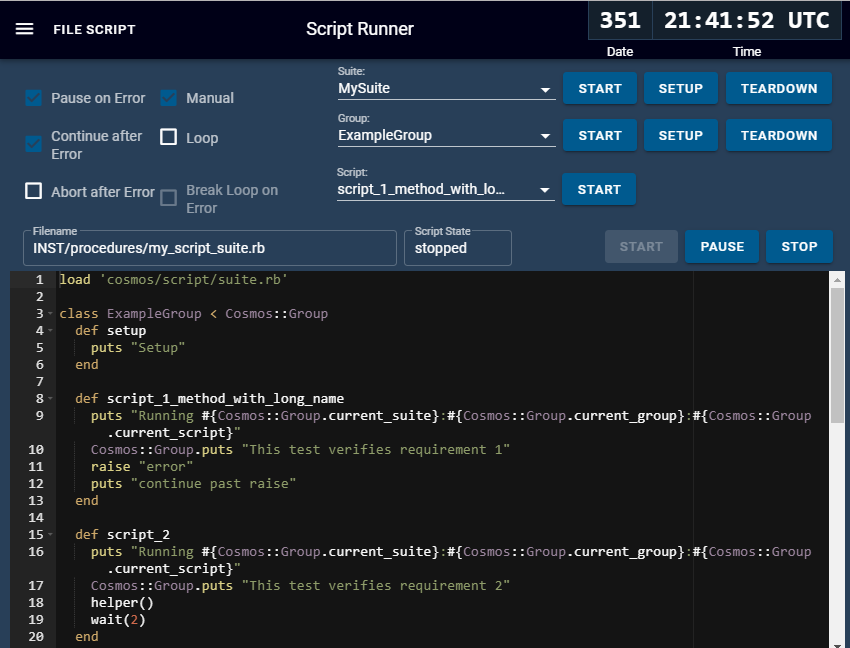 FILE SCRIPT
Script Runner
351
21:41:52 UTC
Date
Time
Pause on Error
Manual
Continue after
Error
Loop
Abort after Error
Break Loop on
Error
Suite:
MySuite
START
SETUP
TEARDOWN
Group:
ExampleGroup
START
SETUP
TEARDOWN
Script:
script_1_method_with_lo...
START
Filename
INST/procedures/my_script_suite.rb
Script State
stopped
START
PAUSE
STOP
1 load 'cosmos/script/suite.rb'
2
3 class ExampleGroup < Cosmos::Group
4   def setup
5     puts "Setup"
6   end
7
8   def script_1_method_with_long_name
9     puts "Running #{Cosmos::Group.current_suite}:#{Cosmos::Group.current_group}:#{Cosmos::Group
.current_script}"
10     Cosmos::Group.puts "This test verifies requirement 1"
11     raise "error"
12     puts "continue past raise"
13   end
14
15   def script_2
16     puts "Running #{Cosmos::Group.current_suite}:#{Cosmos::Group.current_group}:#{Cosmos::Group
.current_script}"
17     Cosmos::Group.puts "This test verifies requirement 2"
18     helper()
19     wait(2)
20   end